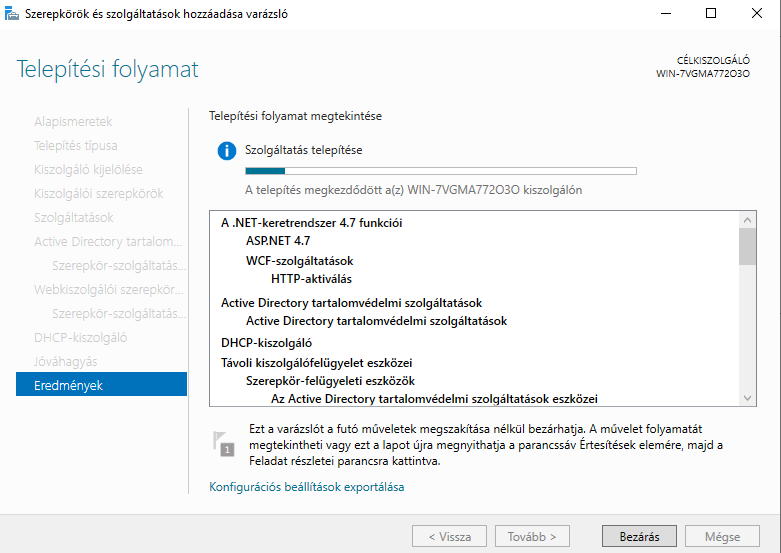 Szerepkörök és szolgáltatások hozzáadása varázsló
Telepítési folyamat
CÉLKISZOLGÁLÓ
WIN-7VGMA772O3O
Alapismeretek
Telepítés típusa
Kiszolgáló kijelölése
Kiszolgálói szerepkörök
Szolgáltatások
Active Directory tartalom...
Szerepkör-szolgáltatás...
Webkiszolgálói szerepkör...
Szerepkör-szolgáltatás...
DHCP-kiszolgáló
Jóváhagyás
Eredmények
Telepítési folyamat megtekintése
Szolgáltatás telepítése
A telepítés megkezdődött a(z) WIN-7VGMA772O3O kiszolgálón
A .NET-keretrendszer 4.7 funkciói
ASP.NET 4.7
WCF-szolgáltatások
HTTP-aktiválás
Active Directory tartalomvédelmi szolgáltatások
Active Directory tartalomvédelmi szolgáltatások
DHCP-kiszolgáló
Távoli kiszolgálófelügyelet eszközei
Szerepkör-felügyeleti eszközök
Az Active Directory tartalomvédelmi szolgáltatások eszközei
1
Ezt a varázslót a futó műveletek megszakítása nélkül bezárhatja. A művelet folyamatát
megtekintheti vagy ezt a lapot újra megnyithatja a parancssáv Értesítések elemére, majd a
Feladat részletei parancsra kattintva.
Konfigurációs beállítások exportálása
< Vissza
Tovább >
Bezárás
Mégse